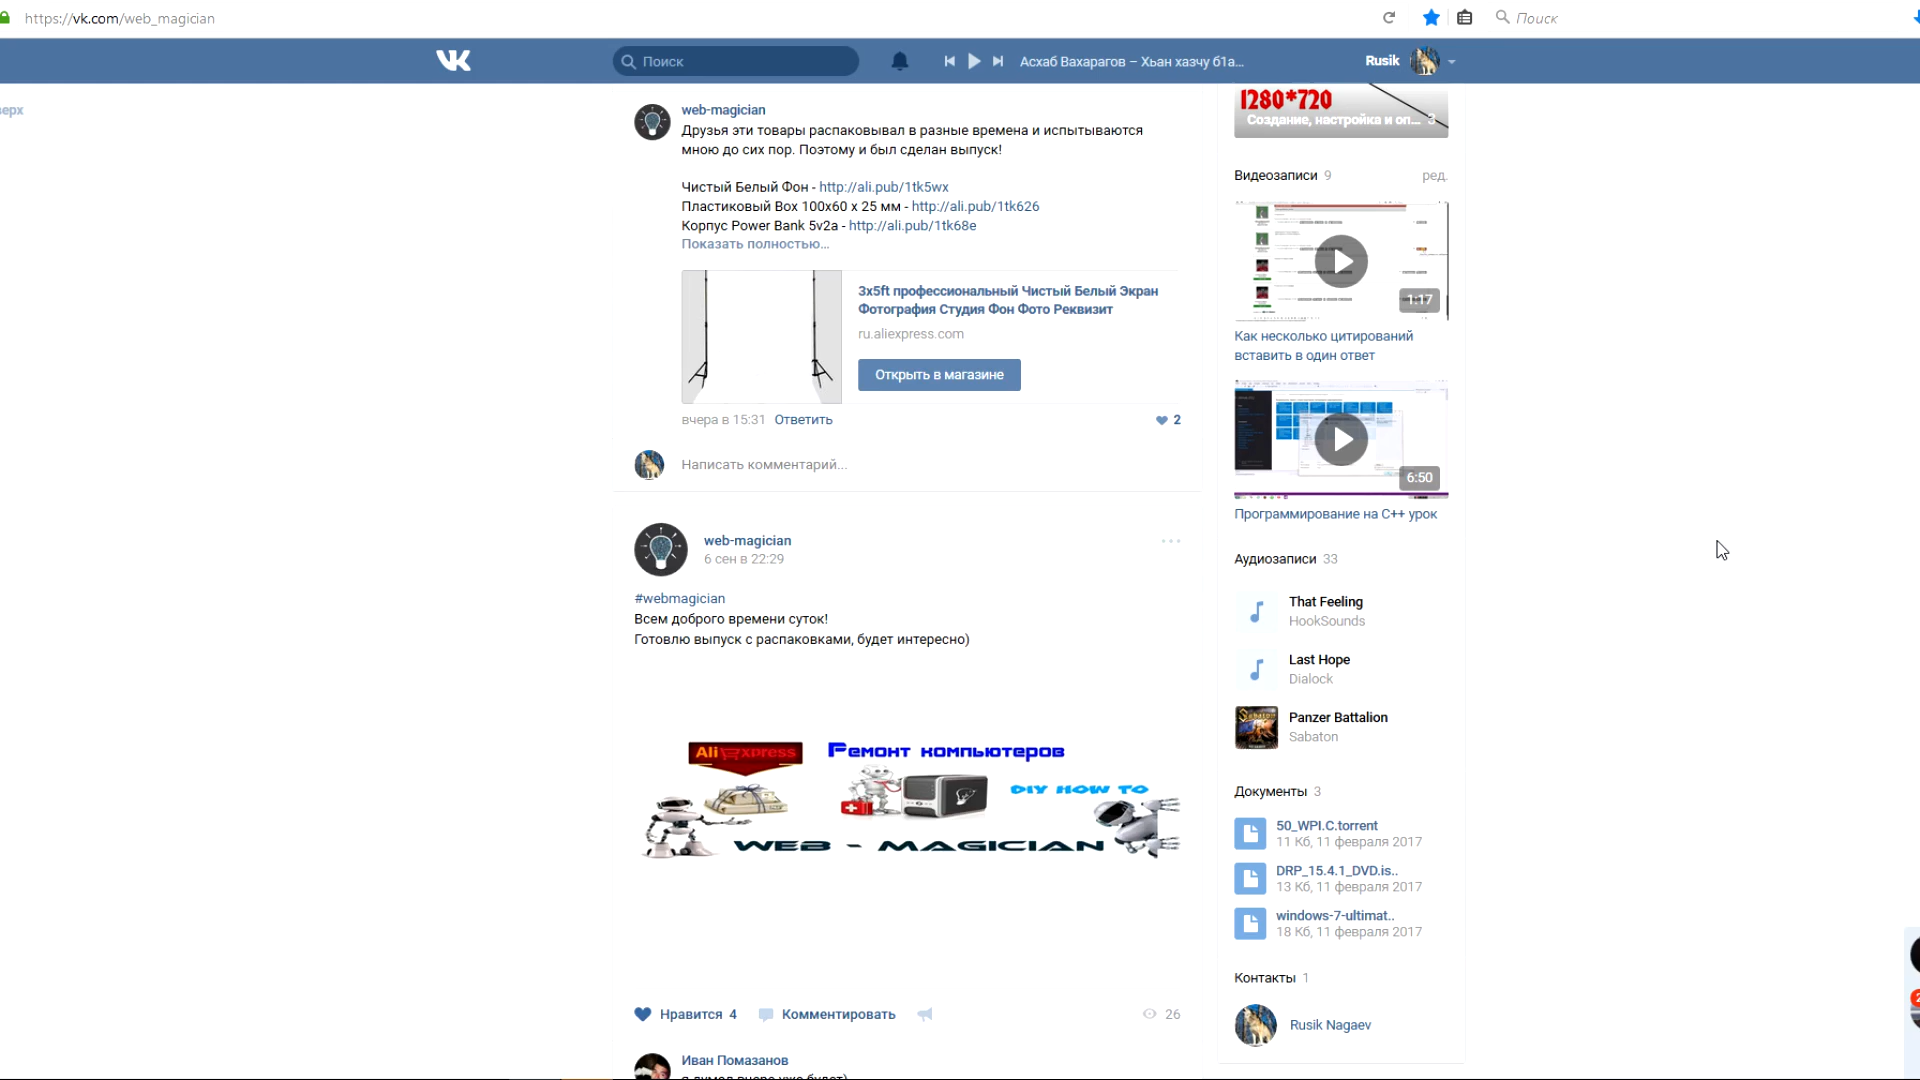 https://vk.com/web_magician
Поиск
Поиск
Асхаб Вахарагов – Хьан хазчу б1а...
Rusik
верх
web-magician
Друзья эти товары распаковывал в разные времена и испытываются
мною до сих пор. Поэтому и был сделан выпуск!
Чистый Белый Фон - http://ali.pub/1tk5wx
Пластиковый Box 100x60 x 25 мм - http://ali.pub/1tk626
Корпус Power Bank 5v2a - http://ali.pub/1tk68e
Показать полностью...
3x5ft профессиональный Чистый Белый Экран
Фотография Студия Фон Фото Реквизит
ru.aliexpress.com
Открыть в магазине
вчера в 15:31 Ответить
2
Написать комментарий...
web-magician
6 сен в 22:29
#webmagician
Всем доброго времени суток!
Готовлю выпуск с распаковками, будет интересно)
AliExpress
Ремонт компьютеров
DIY HOW TO
WEB - MAGICIAN
Нравится 4
Комментировать
26
Иван Помазанов
я думал вчера уже будет)
1280*720
Создание, настройка и оп... 3
Видеозаписи 9
ред.
1:17
Как несколько цитирований
вставить в один ответ
6:50
Программирование на C++ урок
Аудиозаписи 33
That Feeling
HookSounds
Last Hope
Dialock
Sabaton
Panzer Battalion
Sabaton
Документы 3
50_WPI.C.torrent
11 Кб, 11 февраля 2017
DRP_15.4.1_DVD.is..
13 Кб, 11 февраля 2017
windows-7-ultimat..
18 Кб, 11 февраля 2017
Контакты 1
Rusik Nagaev